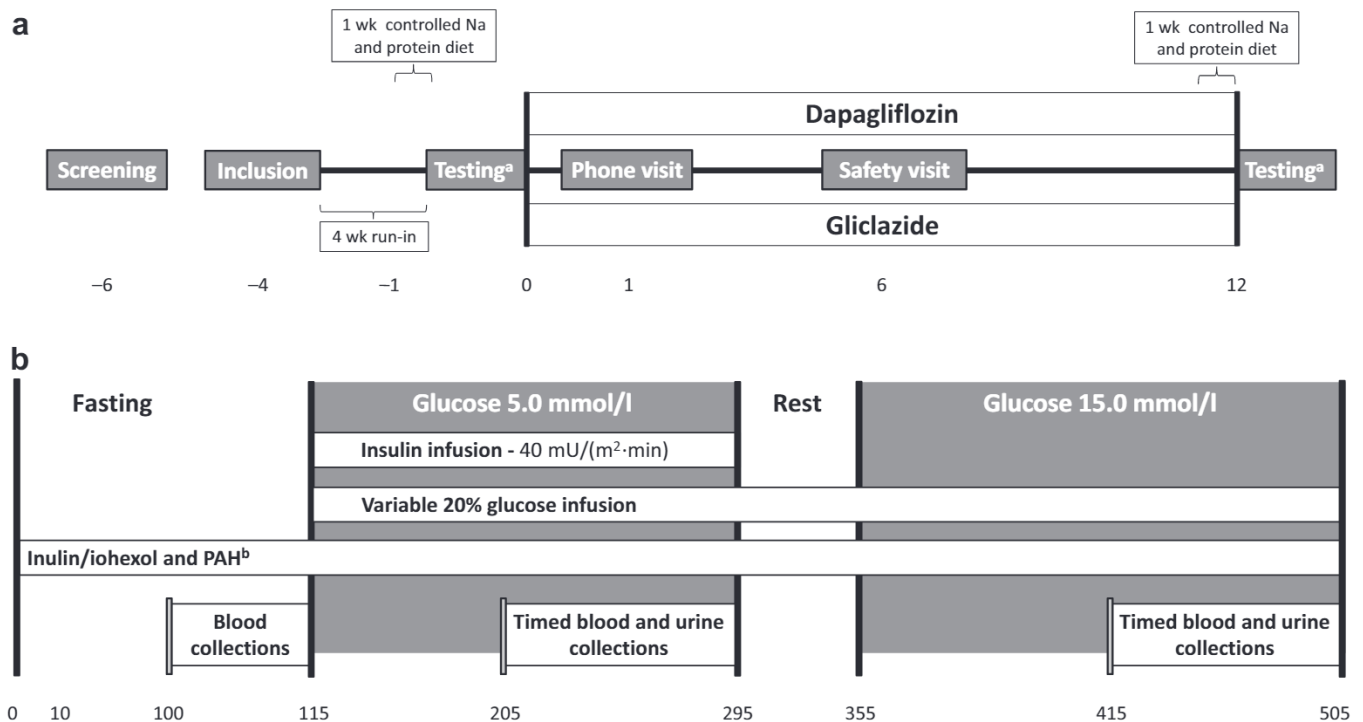 a
1 wk controlled Na
and protein diet
1 wk controlled Na
and protein diet
Dapagliflozin
Screening
Inclusion
Testingᵃ
Phone visit
Safety visit
Testingᵃ
4 wk run-in
Gliclazide
–6 –4 –1 0 1 6 12
b
Fasting
Glucose 5.0 mmol/l
Rest
Glucose 15.0 mmol/l
Insulin infusion - 40 mU/(m²·min)
Variable 20% glucose infusion
Inulin/iohexol and PAHᵇ
Blood
collections
Timed blood and urine
collections
Timed blood and urine
collections
0 10 100 115 205 295 355 415 505